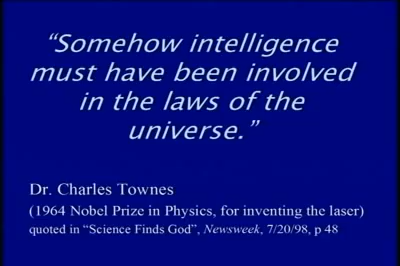 “Somehow intelligence
must have been involved
in the laws of the
universe.”
Dr. Charles Townes
(1964 Nobel Prize in Physics, for inventing the laser)
quoted in “Science Finds God”, Newsweek, 7/20/98, p 48